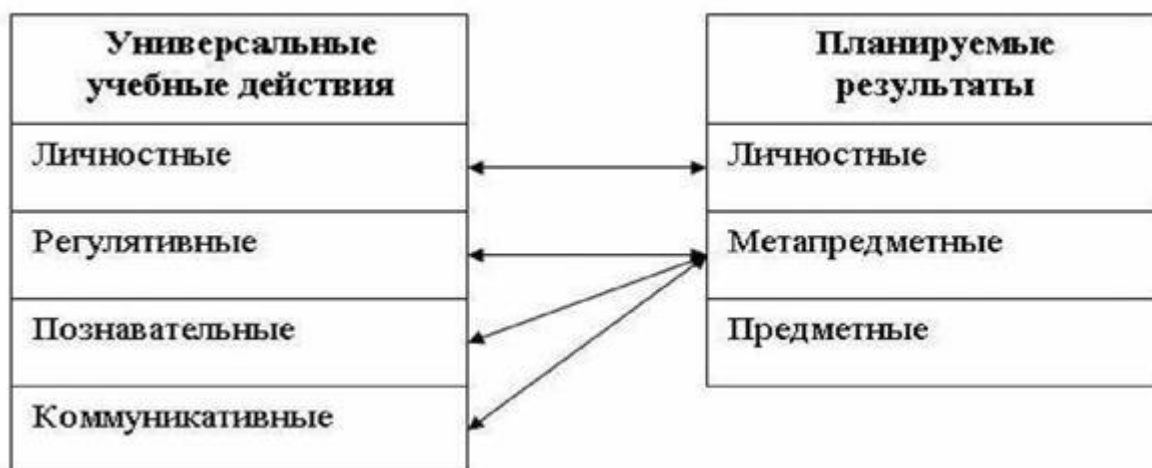 Универсальные
учебные действия
Личностные
Регулятивные
Познавательные
Коммуникативные
Планируемые
результаты
Личностные
Метапредметные
Предметные